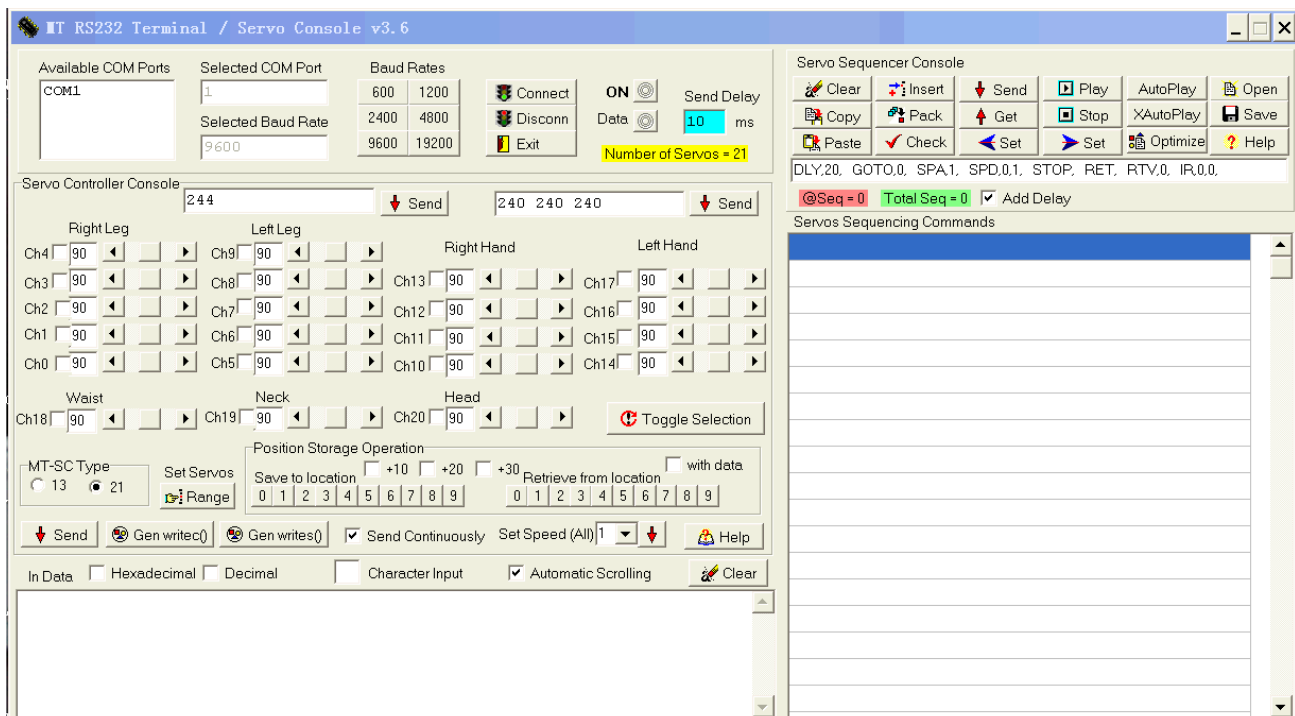 MT RS232 Terminal / Servo Console v3.6
Available COM Ports Selected COM Port Baud Rates
COM1 1 600 1200 Connect ON Send Delay
Selected Baud Rate 2400 4800 Disconn Data 10 ms
9600 9600 19200 Exit Number of Servos = 21
Servo Controller Console
244 Send 240 240 240 Send
Right Leg Left Leg Right Hand Left Hand
Ch4 90 Ch9 90
Ch3 90 Ch8 90 Ch13 90 Ch17 90
Ch2 90 Ch7 90 Ch12 90 Ch16 90
Ch1 90 Ch6 90 Ch11 90 Ch15 90
Ch0 90 Ch5 90 Ch10 90 Ch14 90
Waist Neck Head
Ch18 90 Ch19 90 Ch20 90 Toggle Selection
Position Storage Operation
MT-SC Type Set Servos Save to location +10 +20 +30 Retrieve from location with data
13 21 Range 0 1 2 3 4 5 6 7 8 9 0 1 2 3 4 5 6 7 8 9
Send Gen writec() Gen writes() Send Continuously Set Speed (All) 1 Help
In Data Hexadecimal Decimal Character Input Automatic Scrolling Clear
Servo Sequencer Console
Clear Insert Send Play AutoPlay Open
Copy Pack Get Stop XAutoPlay Save
Paste Check Set Set Optimize Help
DLY,20, GOTO,0, SPA,1, SPD,0,1, STOP, RET, RTV,0, IR,0,0,
@Seq = 0 Total Seq = 0 Add Delay
Servos Sequencing Commands